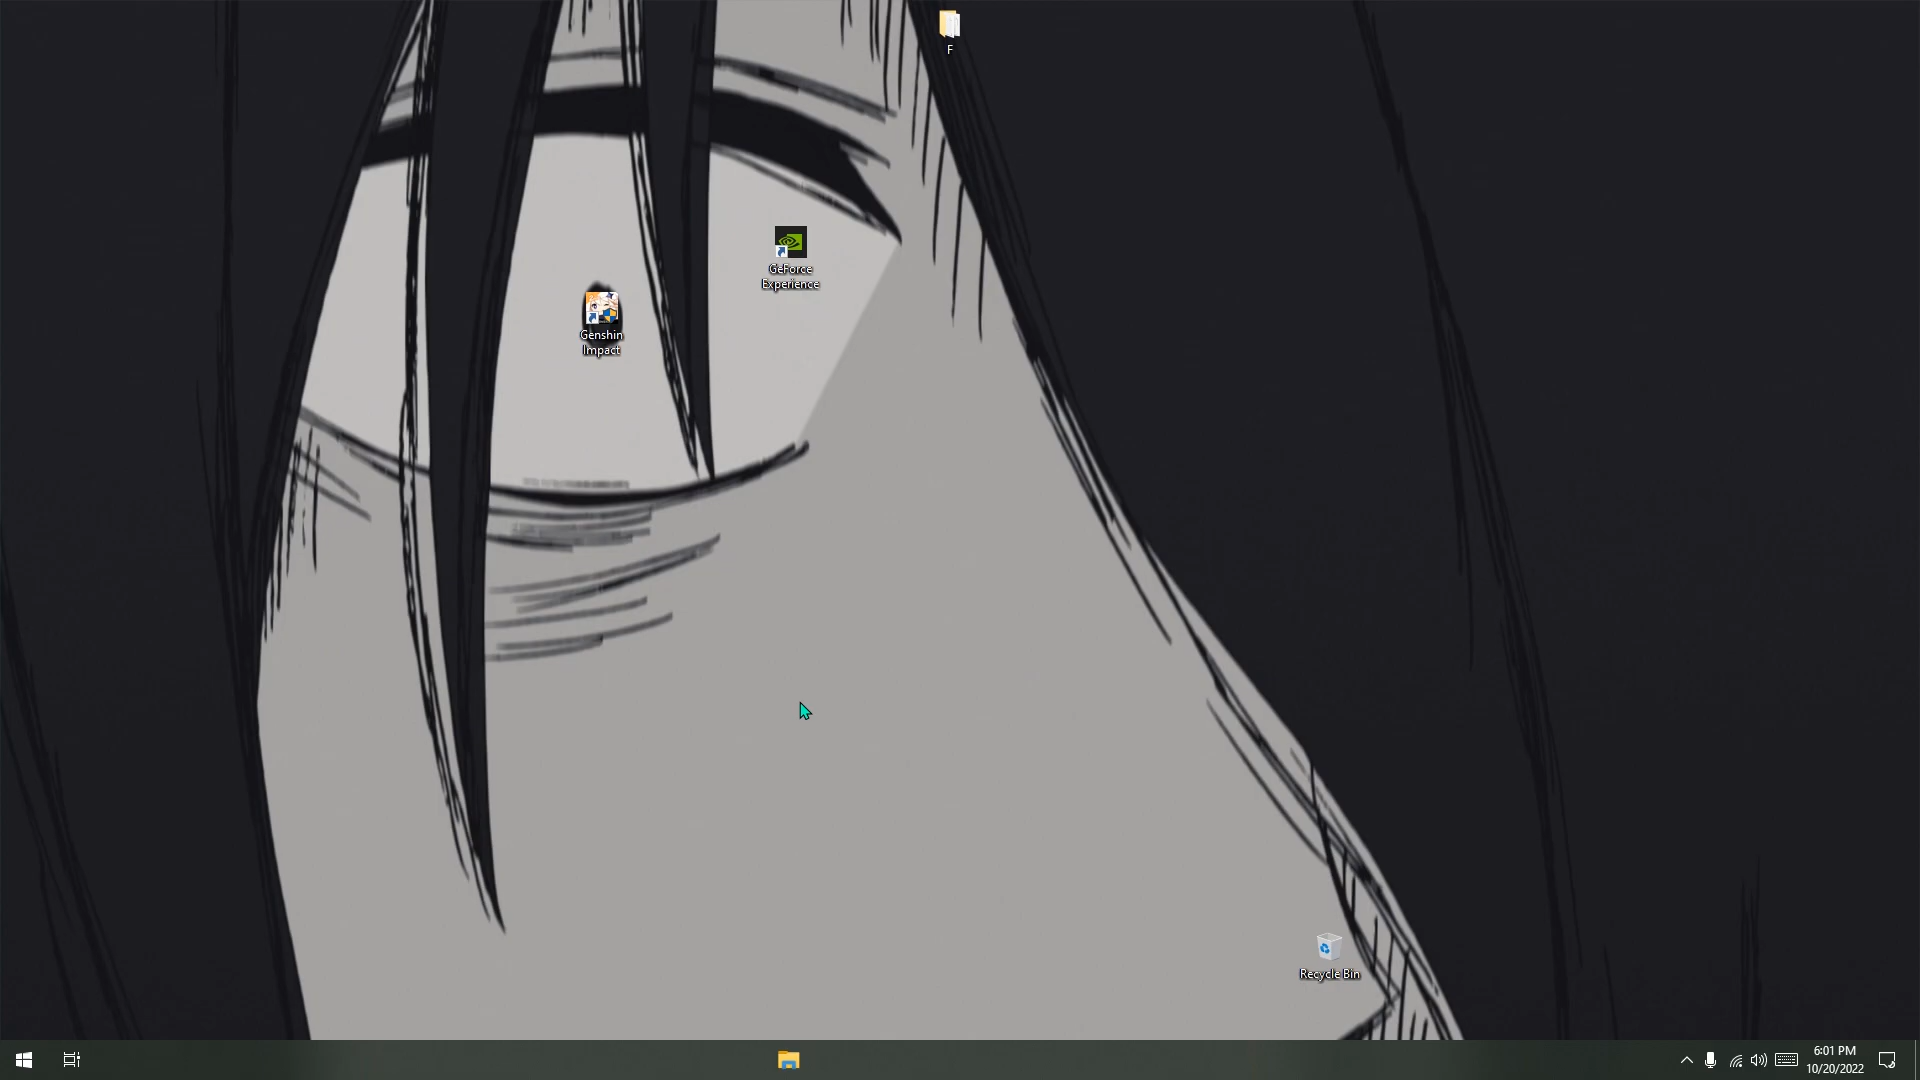 F
GeForce
Experience
Genshin
Impact
Recycle Bin
6:01 PM
10/20/2022